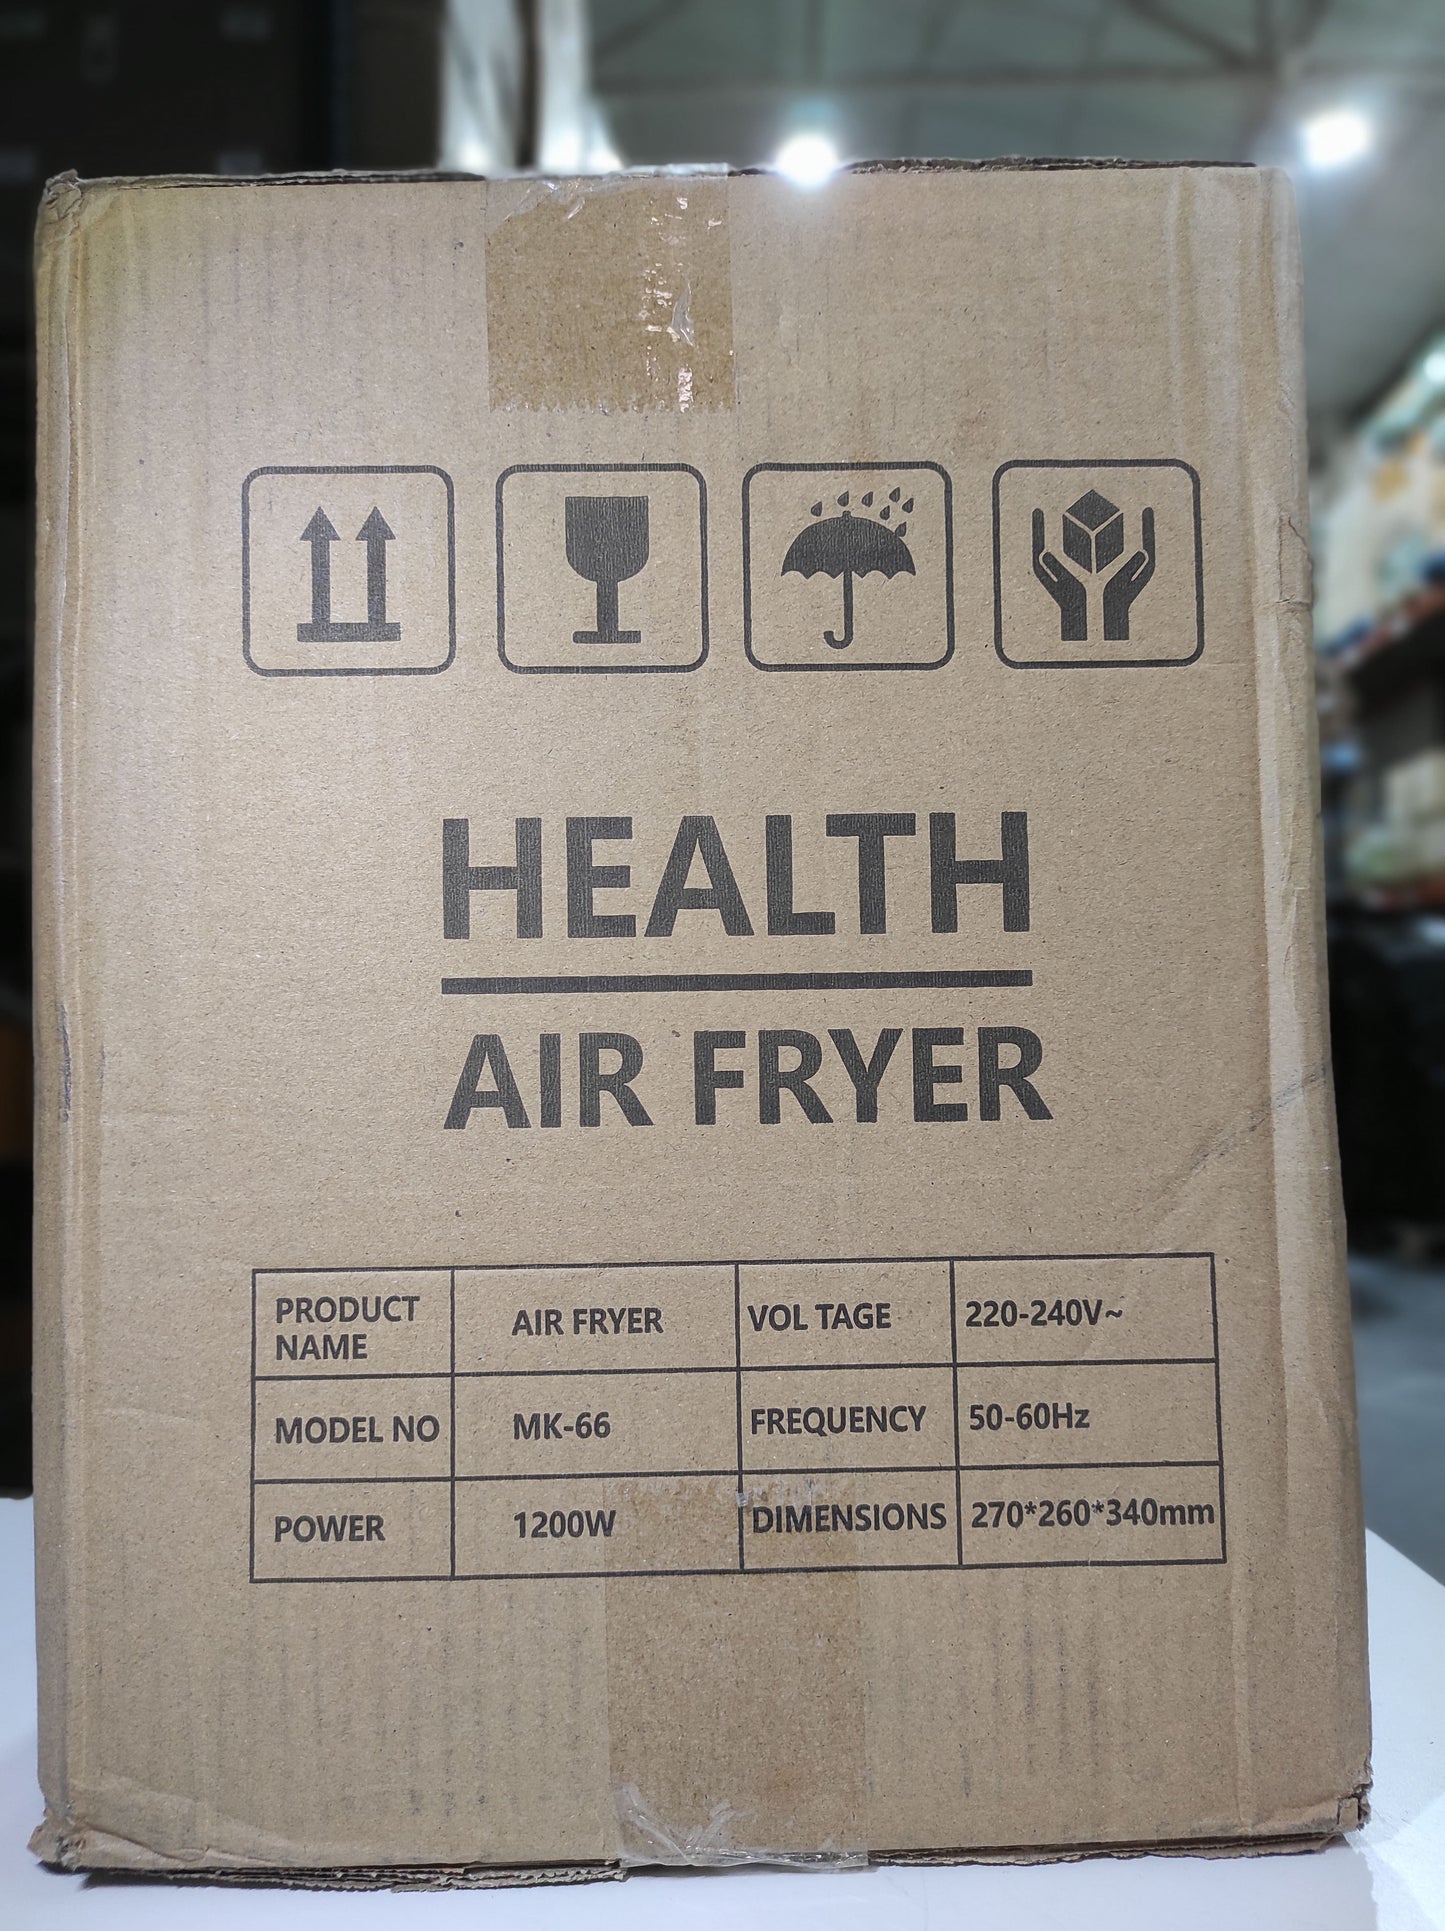 HEALTH
AIR FRYER
PRODUCT NAME AIR FRYER VOL TAGE 220-240V~
MODEL NO MK-66 FREQUENCY 50-60Hz
POWER 1200W DIMENSIONS 270*260*340mm